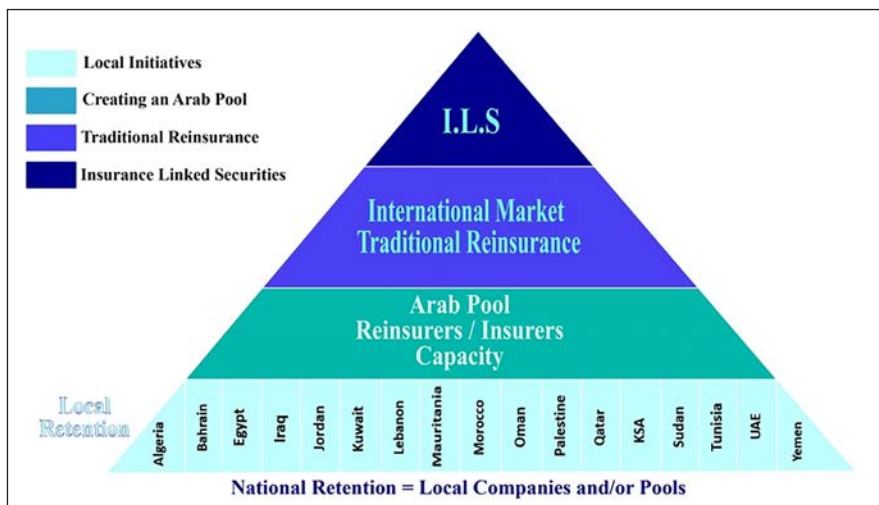 Local Initiatives
Creating an Arab Pool
Traditional Reinsurance
Insurance Linked Securities
I.L.S
International Market
Traditional Reinsurance
Arab Pool
Reinsurers / Insurers
Capacity
Local
Retention
Algeria
Bahrain
Egypt
Iraq
Jordan
Kuwait
Lebanon
Mauritania
Morocco
Oman
Palestine
Qatar
KSA
Sudan
Tunisia
UAE
Yemen
National Retention = Local Companies and/or Pools